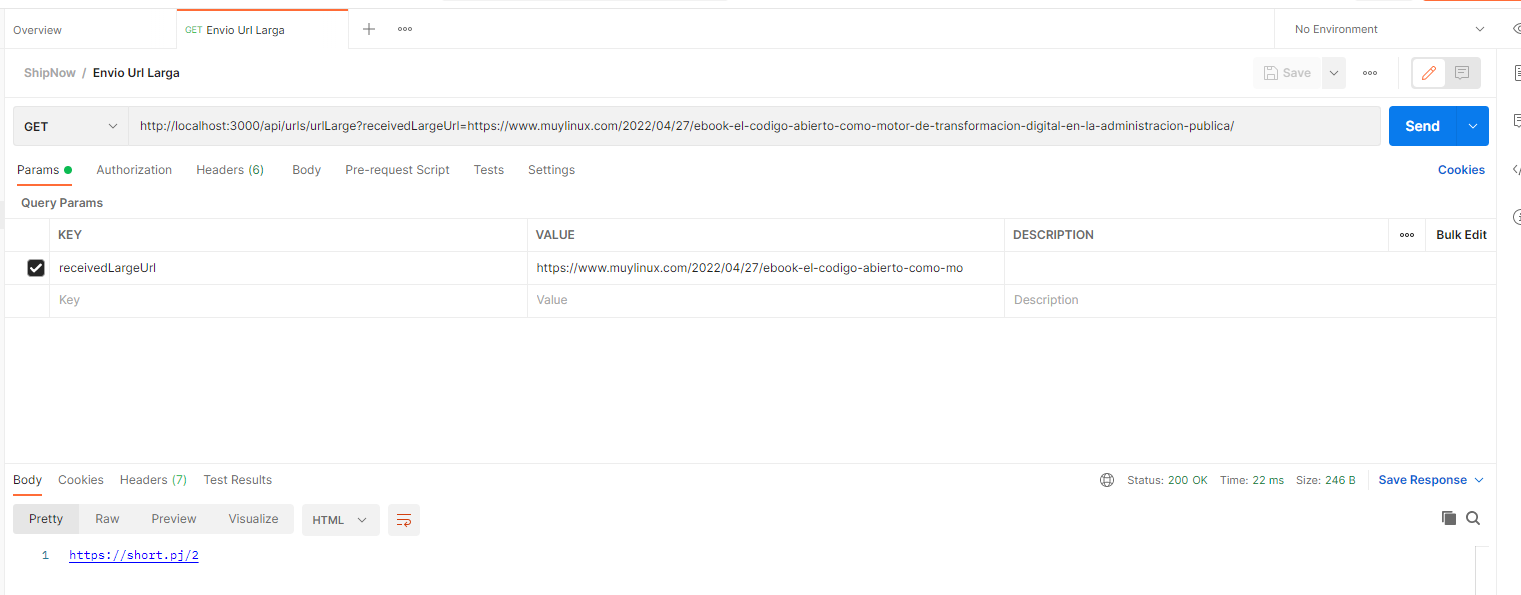 Overview GET Envio Url Larga No Environment
ShipNow / Envio Url Larga Save
GET http://localhost:3000/api/urls/urlLarge?receivedLargeUrl=https://www.muylinux.com/2022/04/27/ebook-el-codigo-abierto-como-motor-de-transformacion-digital-en-la-administracion-publica/ Send
Params Authorization Headers (6) Body Pre-request Script Tests Settings Cookies
Query Params
KEY VALUE DESCRIPTION Bulk Edit
receivedLargeUrl https://www.muylinux.com/2022/04/27/ebook-el-codigo-abierto-como-mo
Key Value Description
Body Cookies Headers (7) Test Results Status: 200 OK Time: 22 ms Size: 246 B Save Response
Pretty Raw Preview Visualize HTML
1 https://short.pj/2